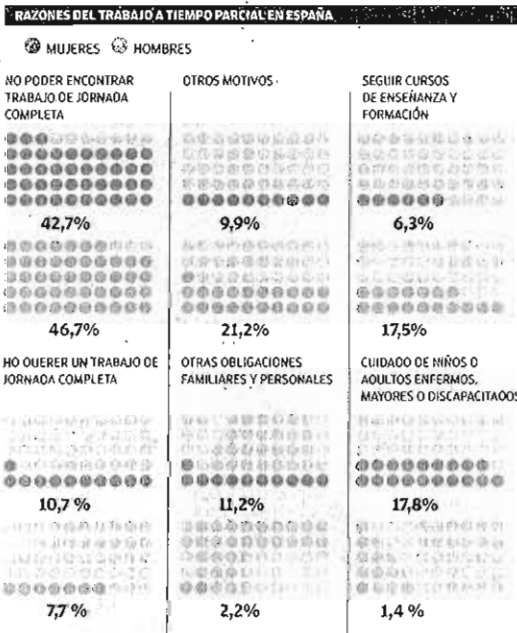 RAZONES DEL TRABAJO A TIEMPO PARCIAL EN ESPAÑA
MUJERES HOMBRES
NO PODER ENCONTRAR
TRABAJO DE JORNADA
COMPLETA
42,7%
46,7%
OTROS MOTIVOS
9,9%
21,2%
SEGUIR CURSOS
DE ENSEÑANZA Y
FORMACIÓN
6,3%
17,5%
NO QUERER UN TRABAJO DE
JORNADA COMPLETA
10,7 %
7,7 %
OTRAS OBLIGACIONES
FAMILIARES Y PERSONALES
11,2%
2,2%
CUIDADO DE NIÑOS O
ADULTOS ENFERMOS,
MAYORES O DISCAPACITADOS
17,8%
1,4 %